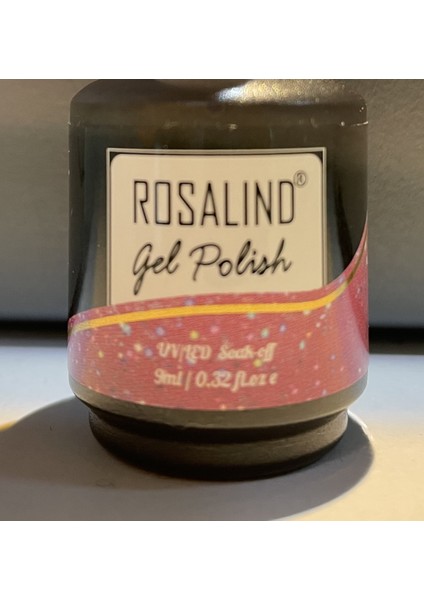 ROSALIND®
Gel Polish
UV/LED Soak-off
9ml / 0.32 fl.oz e